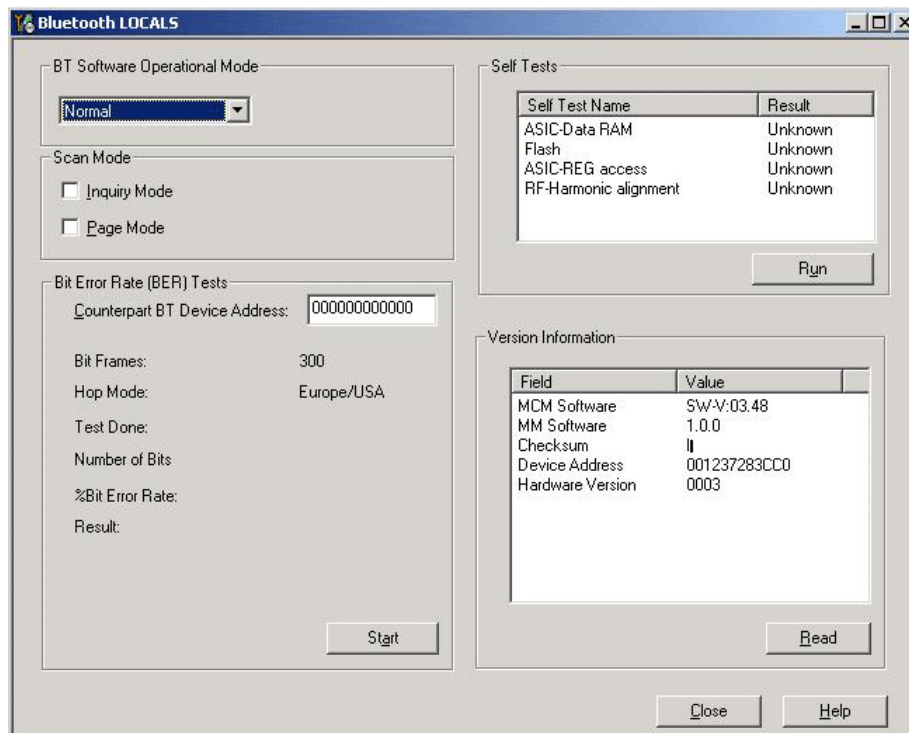 Bluetooth LOCALS
BT Software Operational Mode
Normal
Scan Mode
Inquiry Mode
Page Mode
Bit Error Rate (BER) Tests
Counterpart BT Device Address: 000000000000
Bit Frames: 300
Hop Mode: Europe/USA
Test Done:
Number of Bits
%Bit Error Rate:
Result:
Start
Self Tests
Self Test Name Result
ASIC-Data RAM Unknown
Flash Unknown
ASIC-REG access Unknown
RF-Harmonic alignment Unknown
Run
Version Information
Field Value
MCM Software SW-V:03.48
MM Software 1.0.0
Checksum
Device Address 001237283CC0
Hardware Version 0003
Read
Close Help